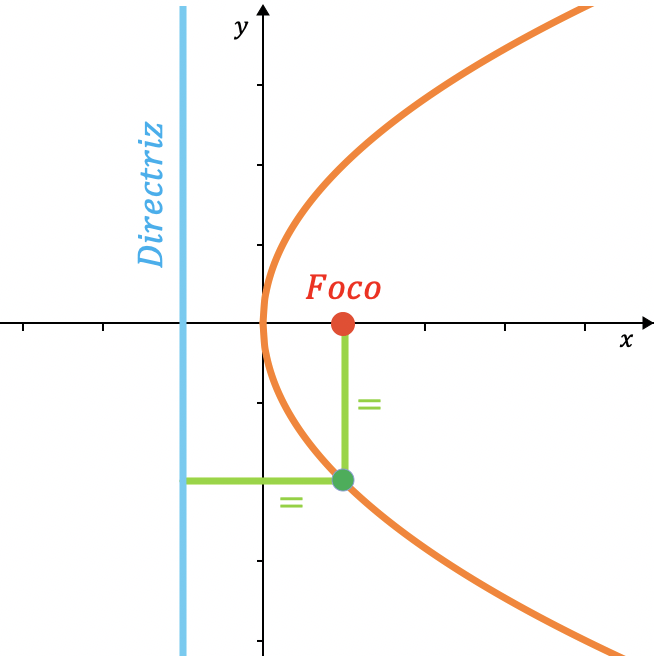 y
Directriz
Foco
x
=
=